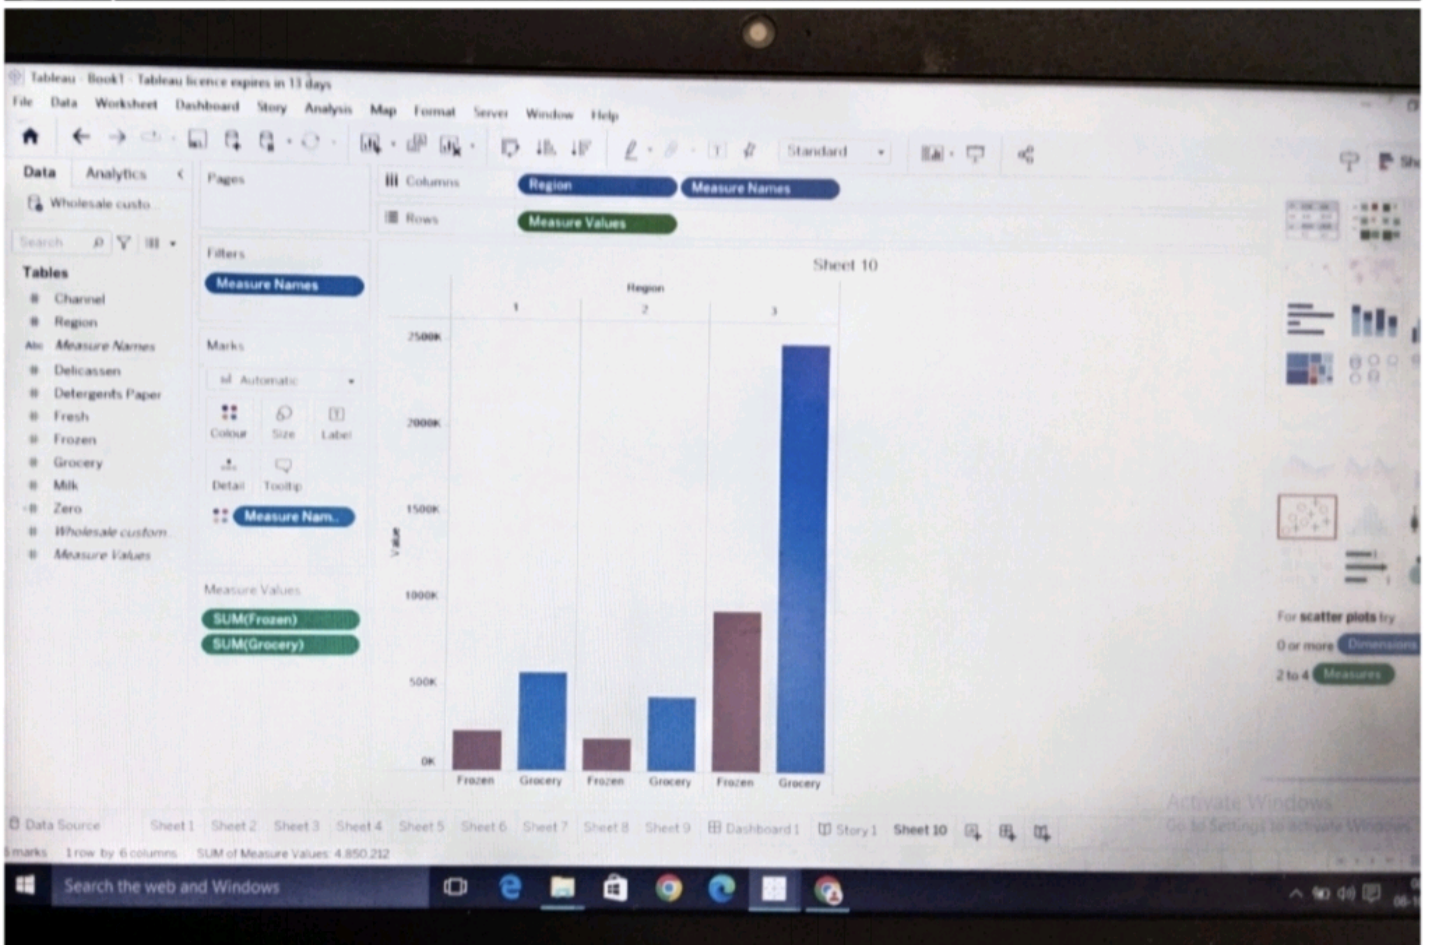 Tableau - Book1 - Tableau licence expires in 13 days
File Data Worksheet Dashboard Story Analysis Map Format Server Window Help
Standard
Data Analytics
Pages
Columns
Region
Measure Names
Wholesale custo...
Rows
Measure Values
Search
Filters
Measure Names
Sheet 10
Tables
Channel
Region
Abc Measure Names
Delicassen
Detergents Paper
Fresh
Frozen
Grocery
Milk
Zero
Wholesale custom...
Measure Values
Marks
Automatic
Colour Size Label
Detail Tooltip
Measure Nam..
Measure Values
SUM(Frozen)
SUM(Grocery)
Region
1 2 3
2500K
2000K
1500K
1000K
500K
0K
Value
Frozen Grocery Frozen Grocery Frozen Grocery
For scatter plots try
0 or more Dimensions
2 to 4 Measures
Activate Windows
Go to Settings to activate Windows.
Data Source Sheet 1 Sheet 2 Sheet 3 Sheet 4 Sheet 5 Sheet 6 Sheet 7 Sheet 8 Sheet 9 Dashboard 1 Story 1 Sheet 10
marks 1 row by 6 columns SUM of Measure Values: 4,850,212
Search the web and Windows